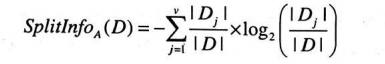 SplitInfo_A(D) = -\sum_{j=1}^{v} \frac{|D_j|}{|D|} \times \log_2 \left( \frac{|D_j|}{|D|} \right)